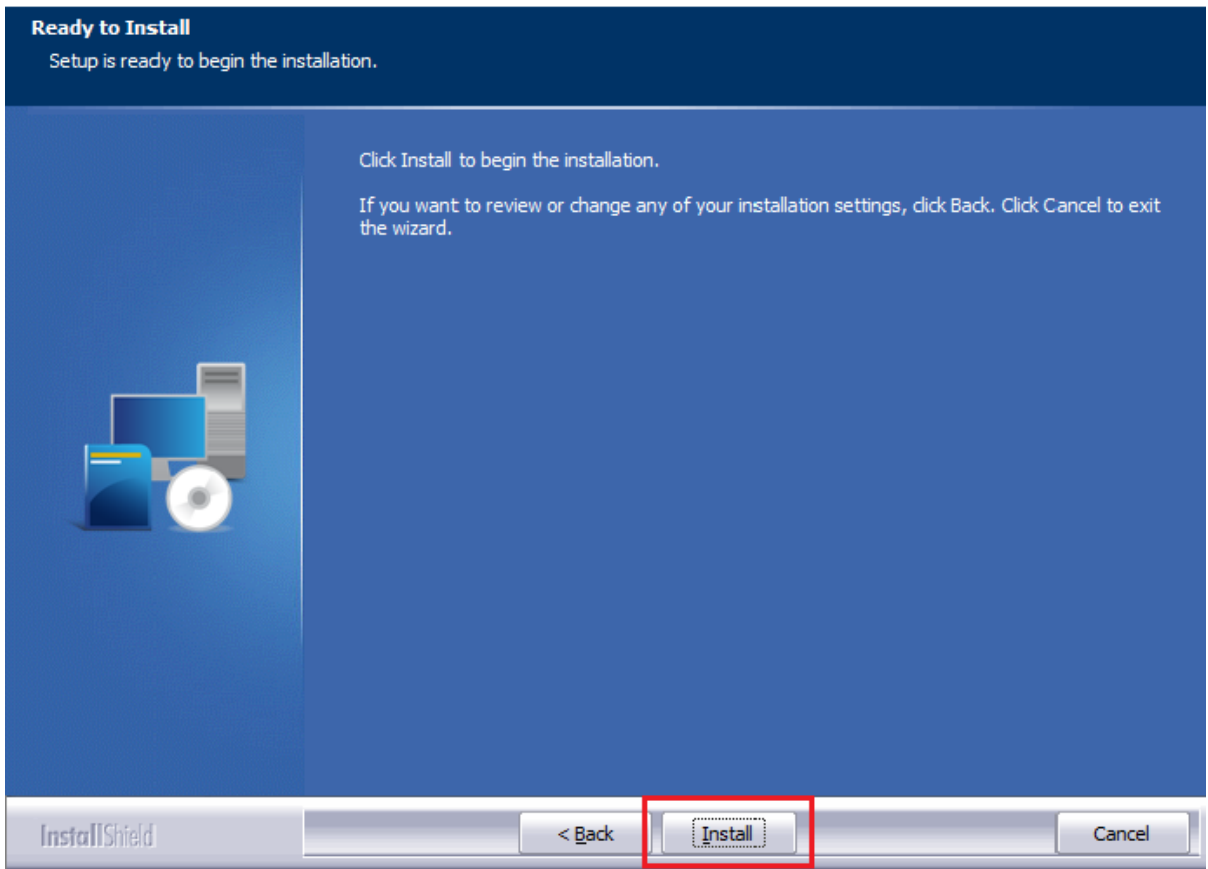 Ready to Install
Setup is ready to begin the installation.
Click Install to begin the installation.
If you want to review or change any of your installation settings, click Back. Click Cancel to exit
the wizard.
InstallShield
< Back
Install
Cancel